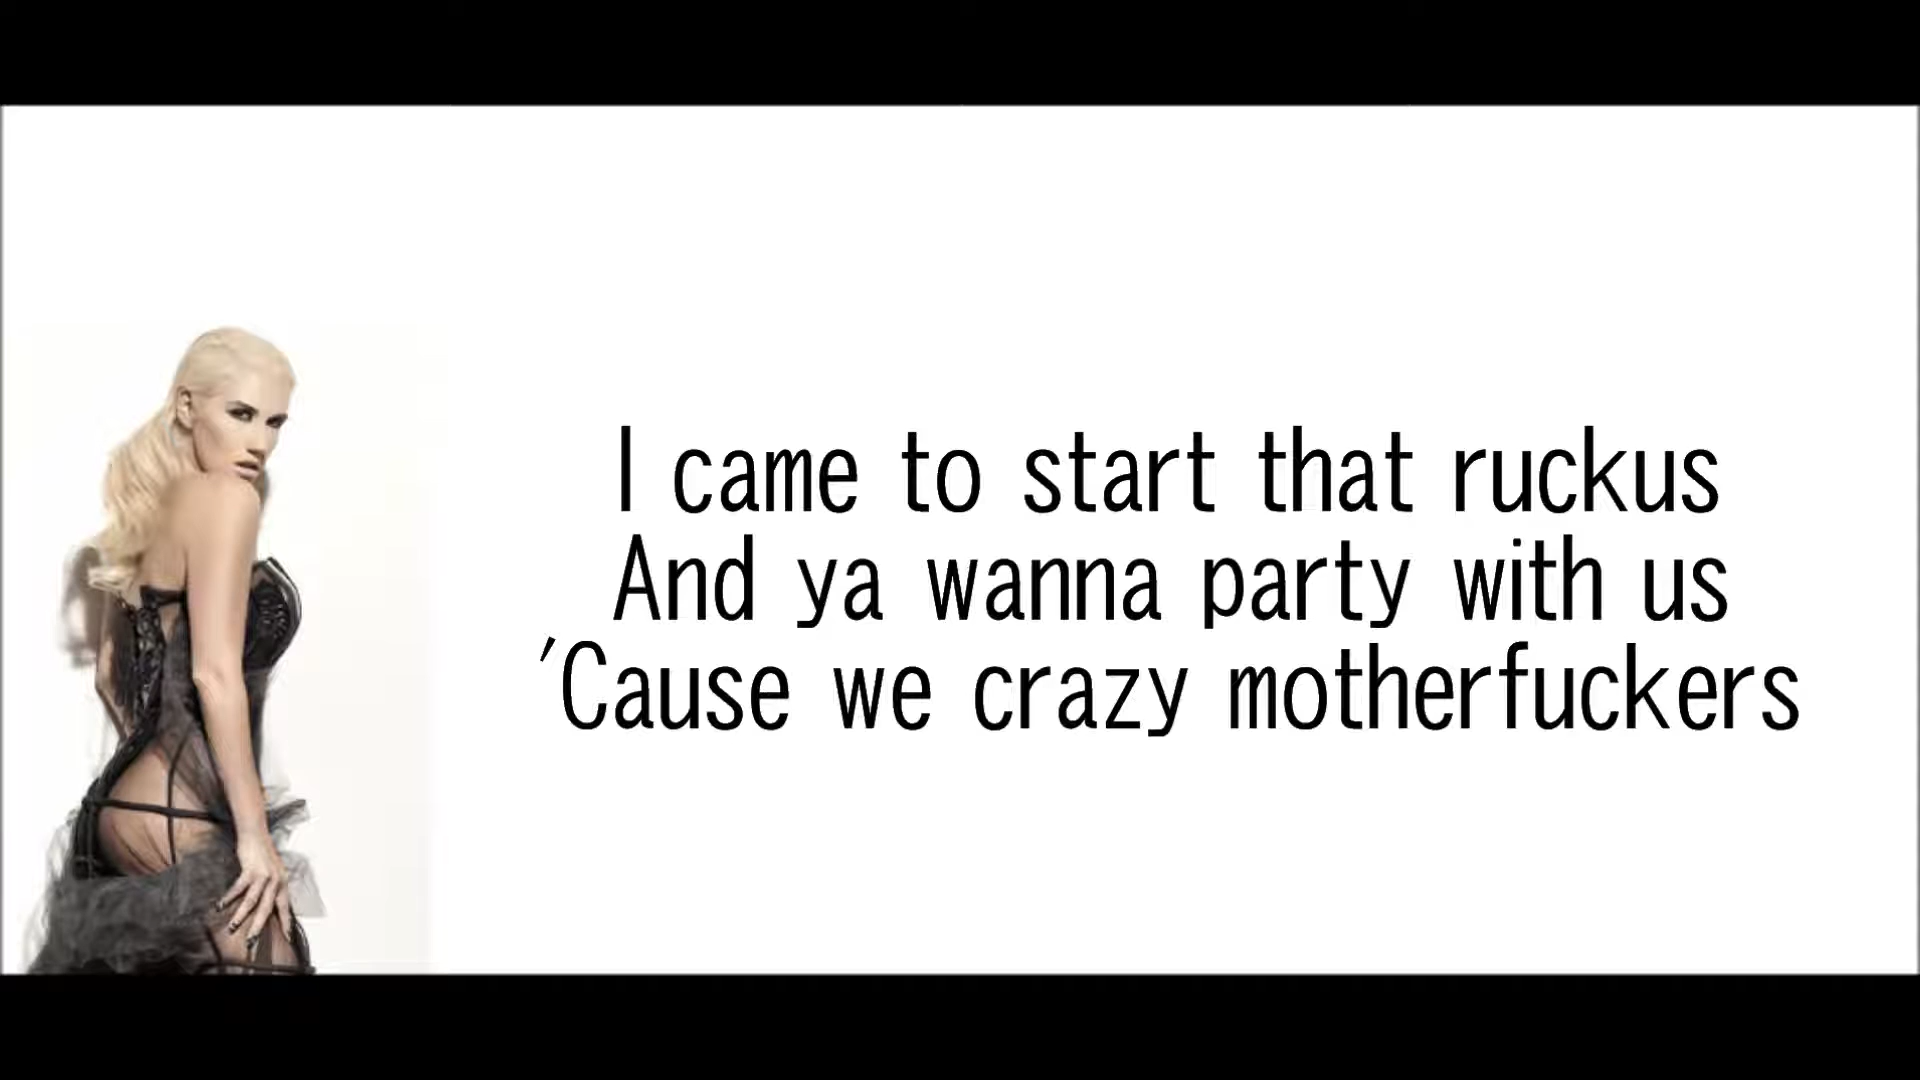 I came to start that ruckus
And ya wanna party with us
'Cause we crazy motherfuckers